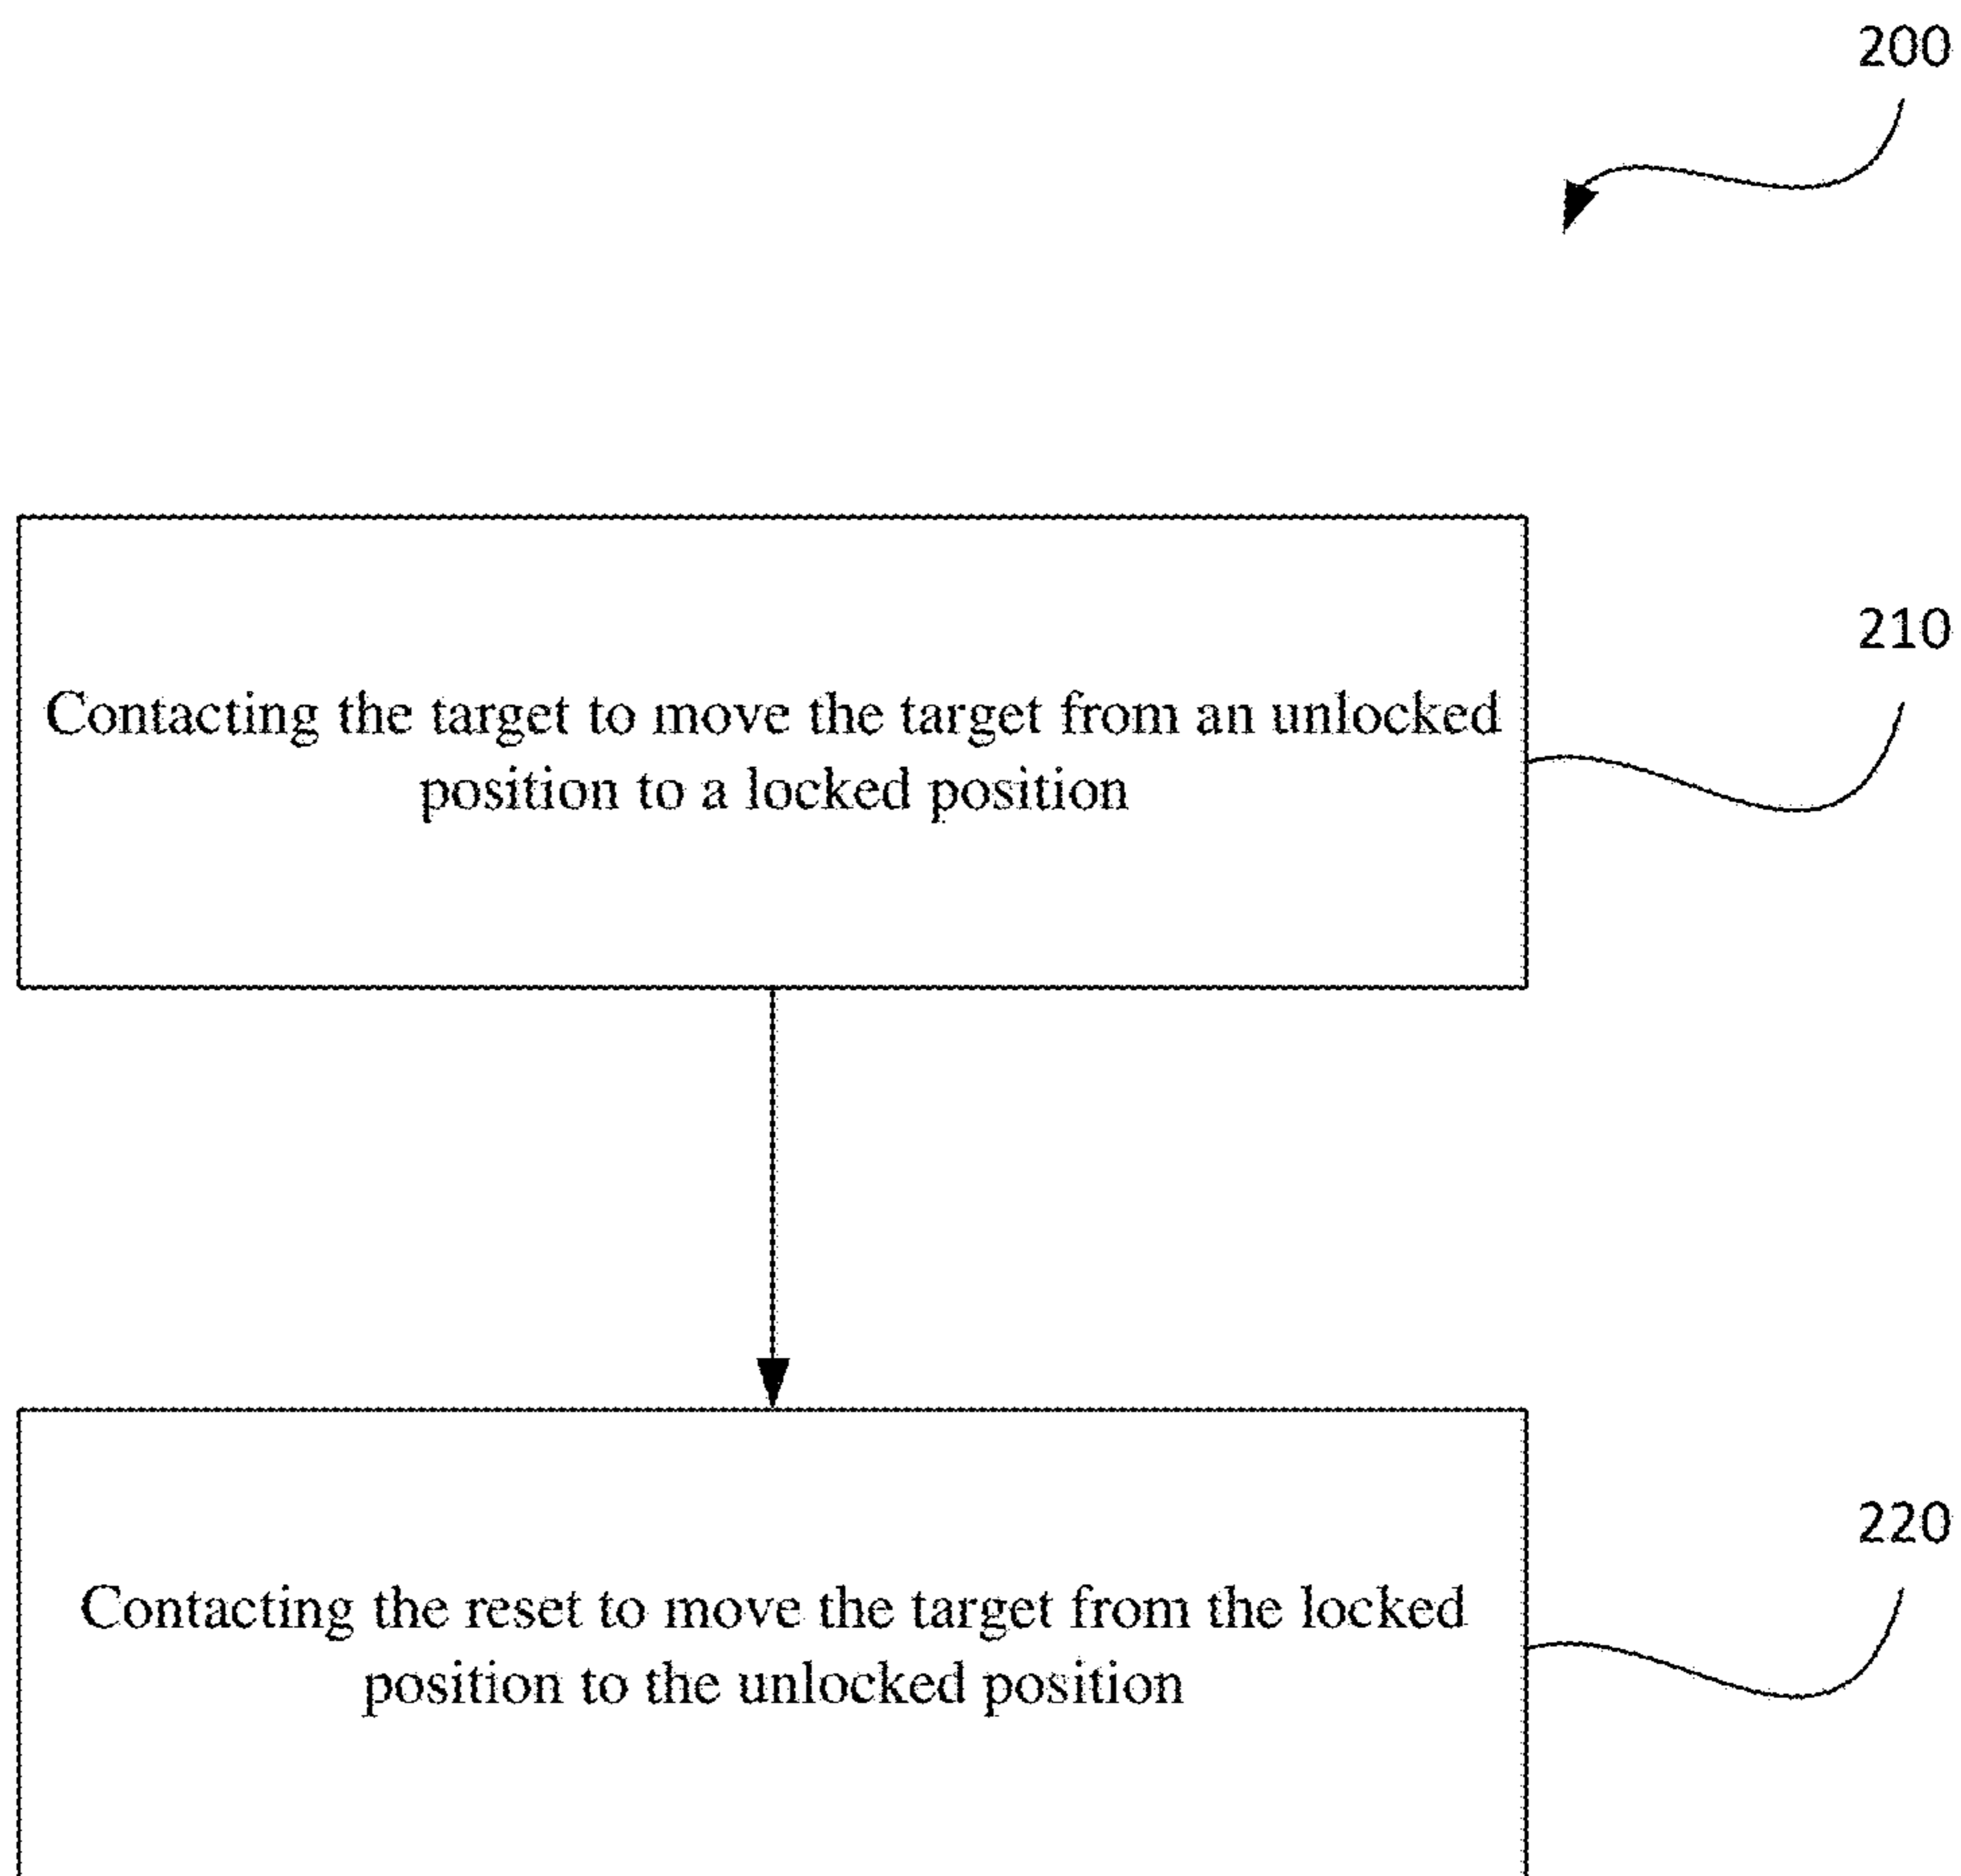 200
210
Contacting the target to move the target from an unlocked
position to a locked position
220
Contacting the reset to move the target from the locked
position to the unlocked position